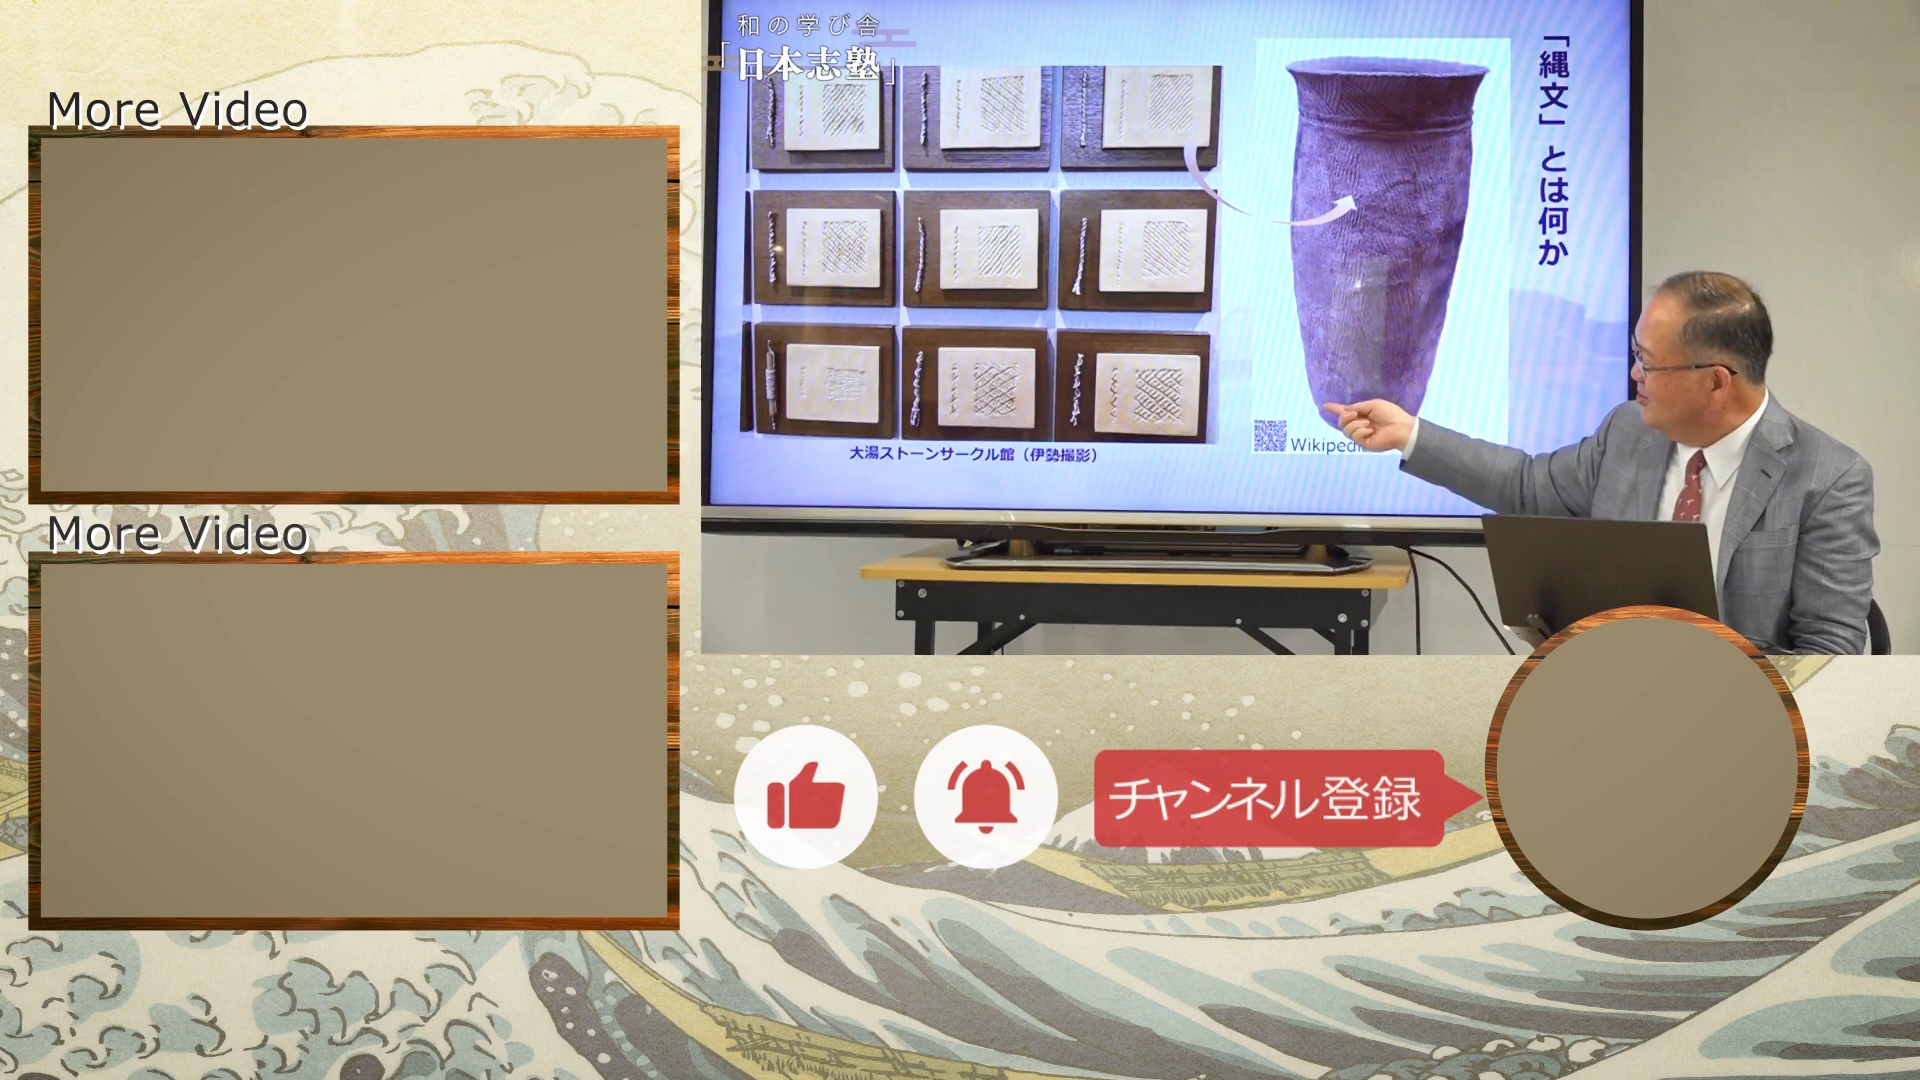 More Video
More Video
和の学び舎
「日本志塾」
「縄文」とは何か
大湯ストーンサークル館（伊勢撮影）
チャンネル登録